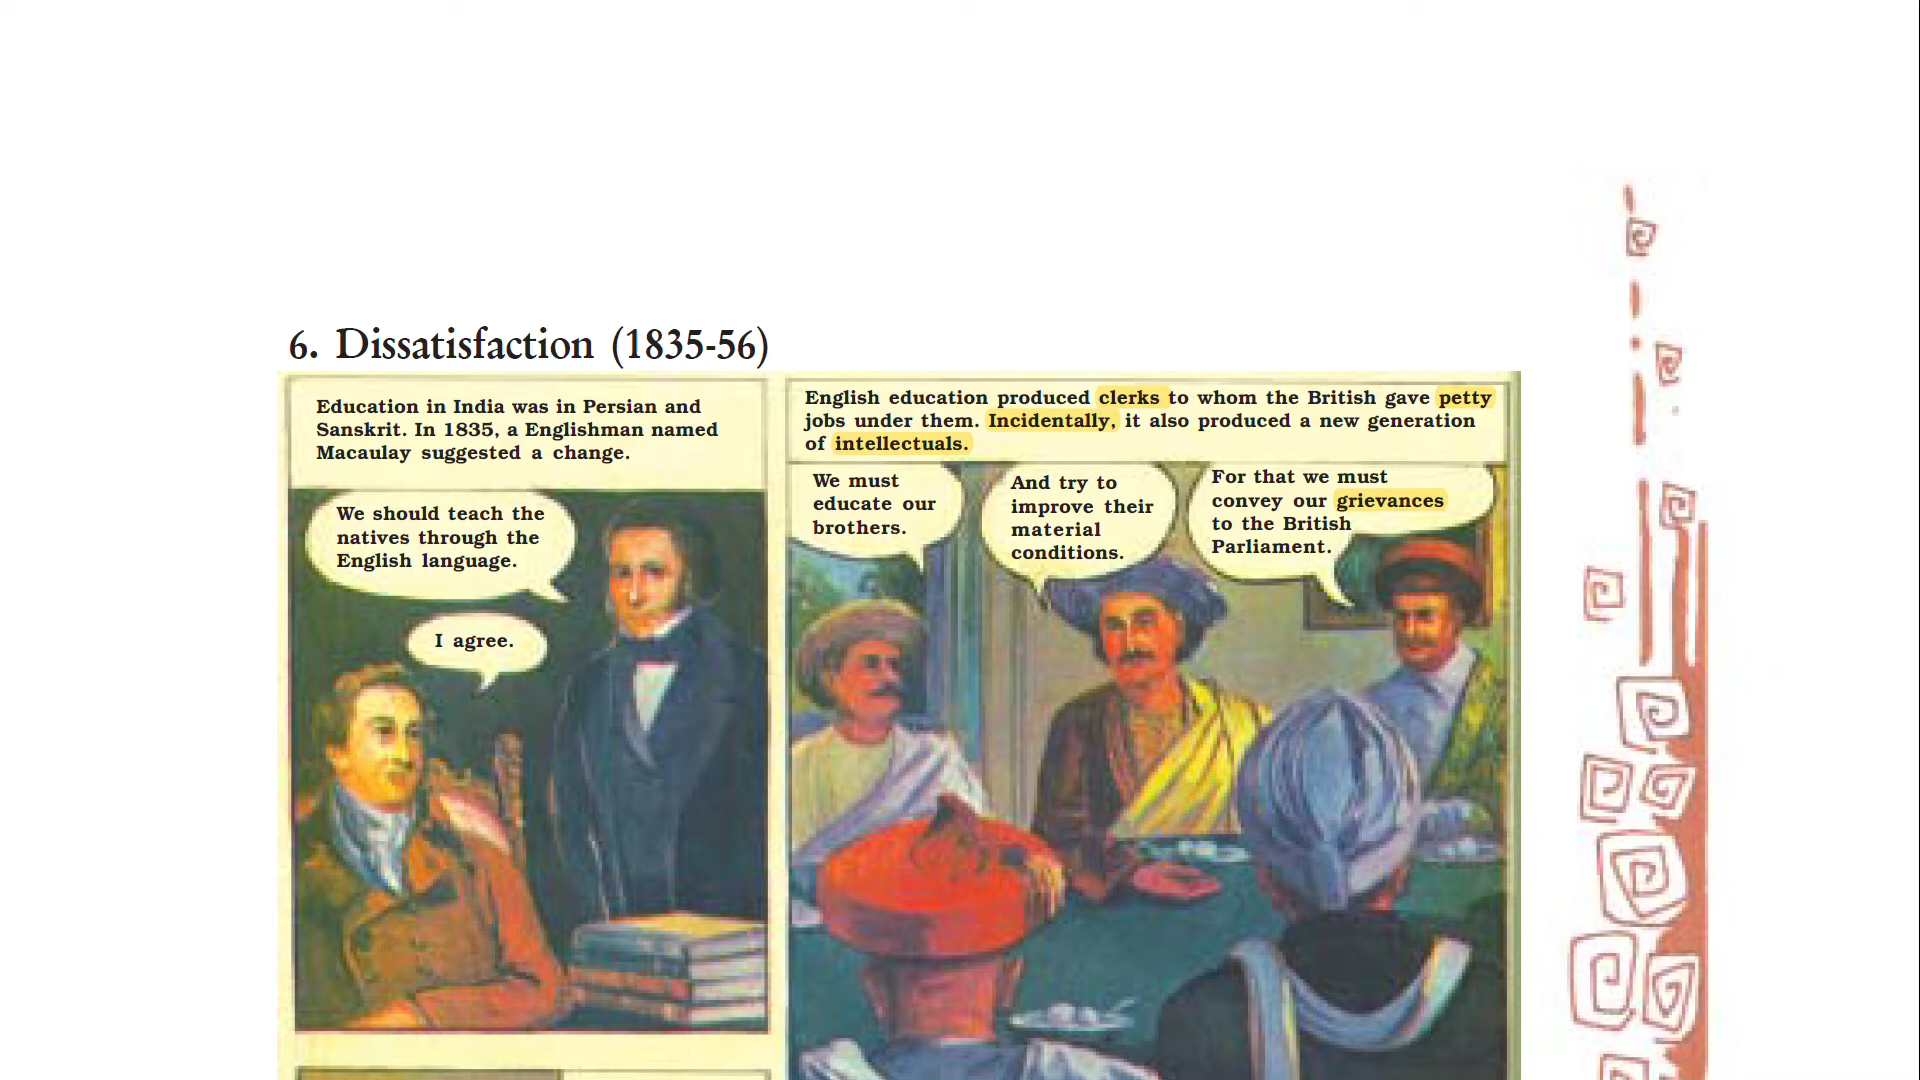 6. Dissatisfaction (1835-56)
Education in India was in Persian and
Sanskrit. In 1835, a Englishman named
Macaulay suggested a change.
We should teach the
natives through the
English language.
I agree.
English education produced clerks to whom the British gave petty
jobs under them. Incidentally, it also produced a new generation
of intellectuals.
We must
educate our
brothers.
And try to
improve their
material
conditions.
For that we must
convey our grievances
to the British
Parliament.